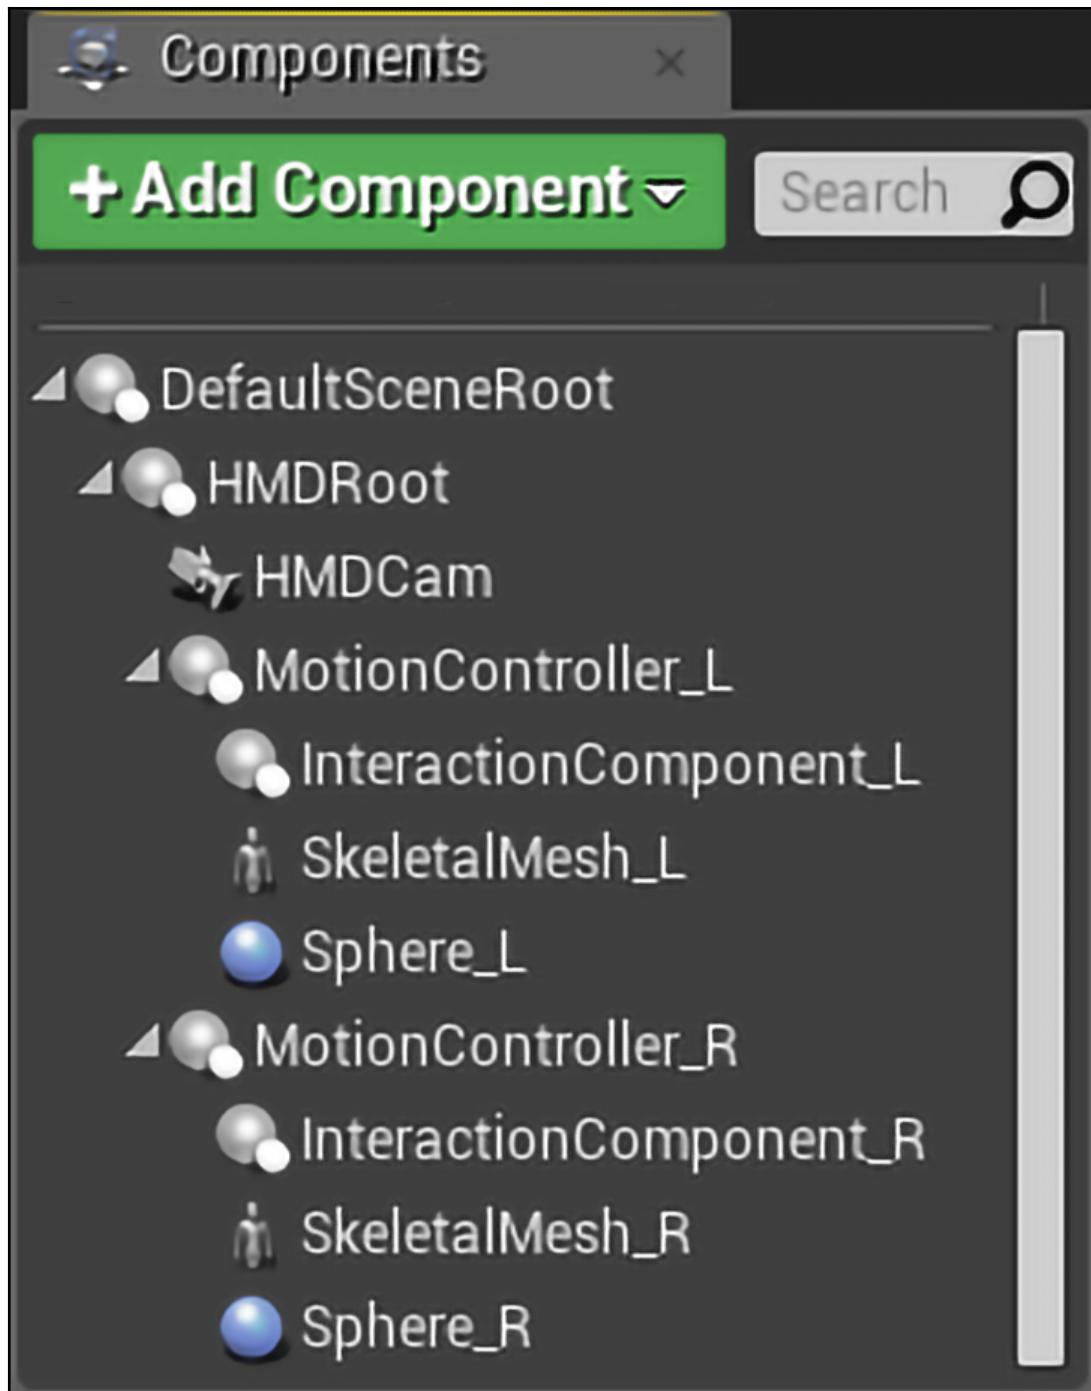 Components
+ Add Component
Search
DefaultSceneRoot
HMDRoot
HMDCam
MotionController_L
InteractionComponent_L
SkeletalMesh_L
Sphere_L
MotionController_R
InteractionComponent_R
SkeletalMesh_R
Sphere_R